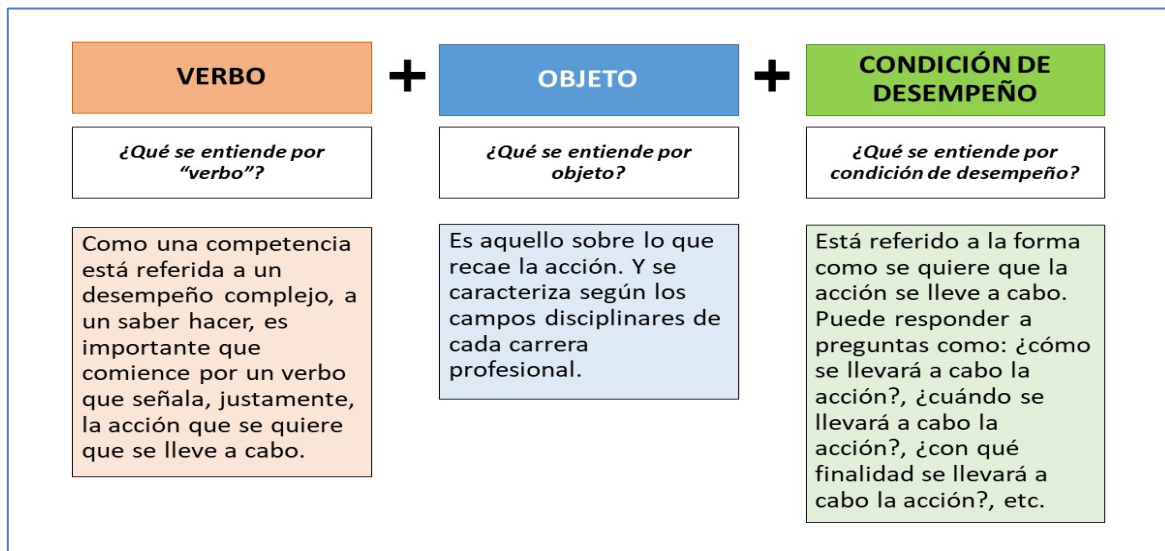 VERBO
+
OBJETO
+
CONDICIÓN DE
DESEMPEÑO
¿Qué se entiende por
“verbo”?
¿Qué se entiende por
objeto?
¿Qué se entiende por
condición de desempeño?
Como una competencia
está referida a un
desempeño complejo, a
un saber hacer, es
importante que
comience por un verbo
que señala, justamente,
la acción que se quiere
que se lleve a cabo.
Es aquello sobre lo que
recae la acción. Y se
caracteriza según los
campos disciplinares de
cada carrera
profesional.
Está referido a la forma
como se quiere que la
acción se lleve a cabo.
Puede responder a
preguntas como: ¿cómo
se llevará a cabo la
acción?, ¿cuándo se
llevará a cabo la
acción?, ¿con qué
finalidad se llevará a
cabo la acción?, etc.